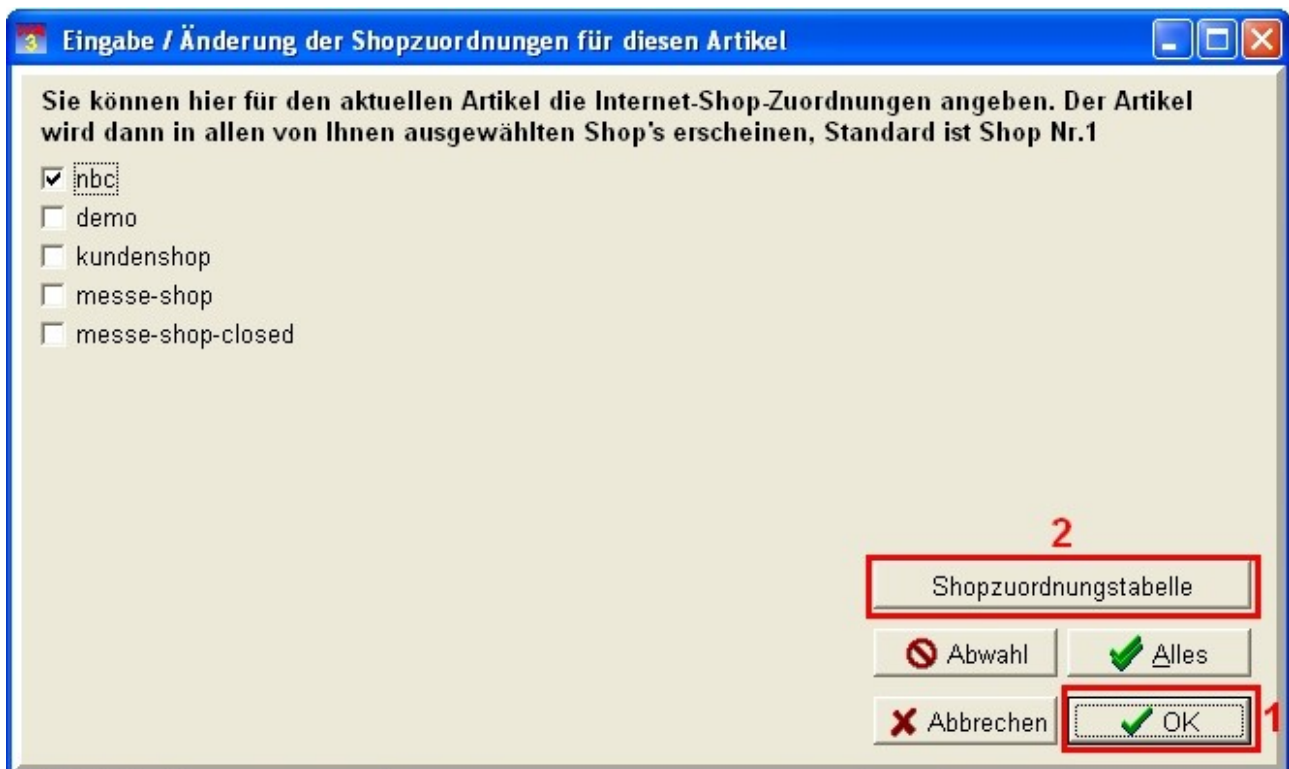 3 Eingabe / Änderung der Shopzuordnungen für diesen Artikel
Sie können hier für den aktuellen Artikel die Internet-Shop-Zuordnungen angeben. Der Artikel
wird dann in allen von Ihnen ausgewählten Shop's erscheinen, Standard ist Shop Nr.1
nbc
demo
kundenshop
messe-shop
messe-shop-closed
2
Shopzuordnungstabelle
Abwahl Alles
Abbrechen OK 1